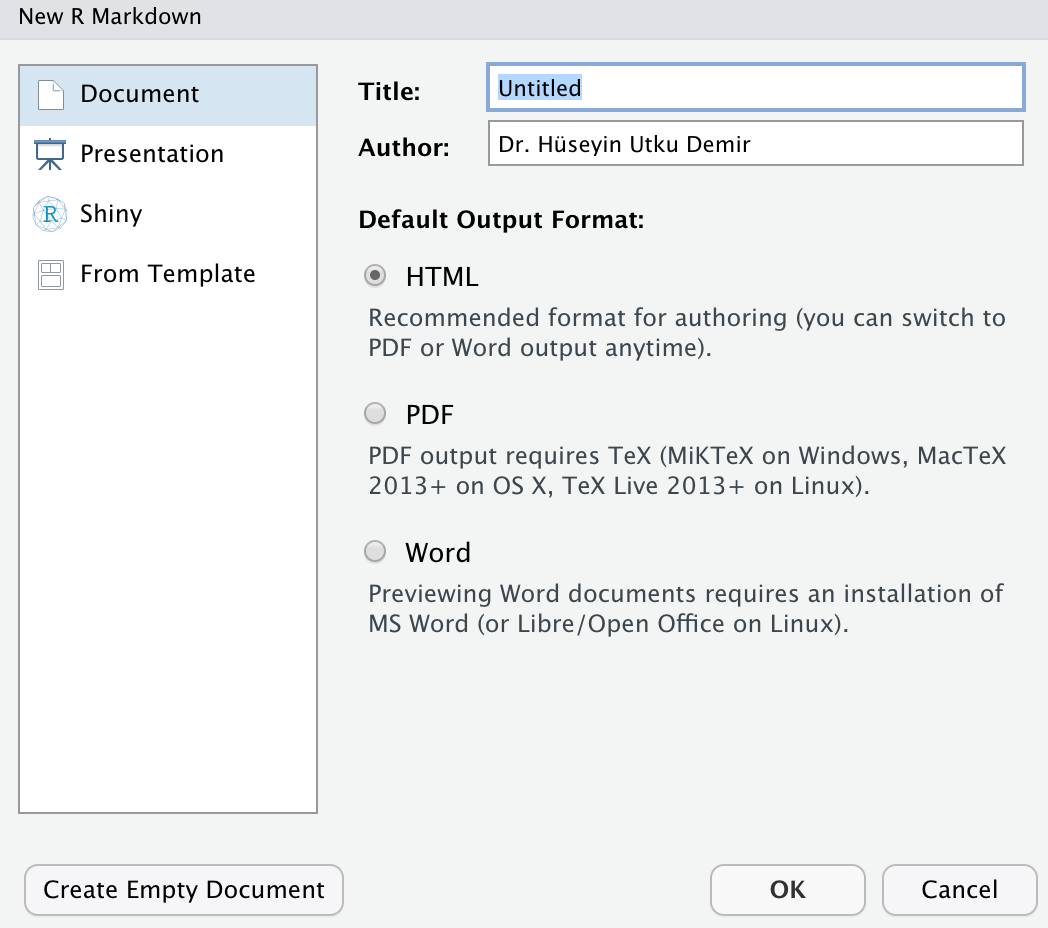 New R Markdown
Document
Presentation
Shiny
From Template
Title: Untitled
Author: Dr. Hüseyin Utku Demir
Default Output Format:
HTML
Recommended format for authoring (you can switch to
PDF or Word output anytime).
PDF
PDF output requires TeX (MiKTeX on Windows, MacTeX
2013+ on OS X, TeX Live 2013+ on Linux).
Word
Previewing Word documents requires an installation of
MS Word (or Libre/Open Office on Linux).
Create Empty Document
OK
Cancel